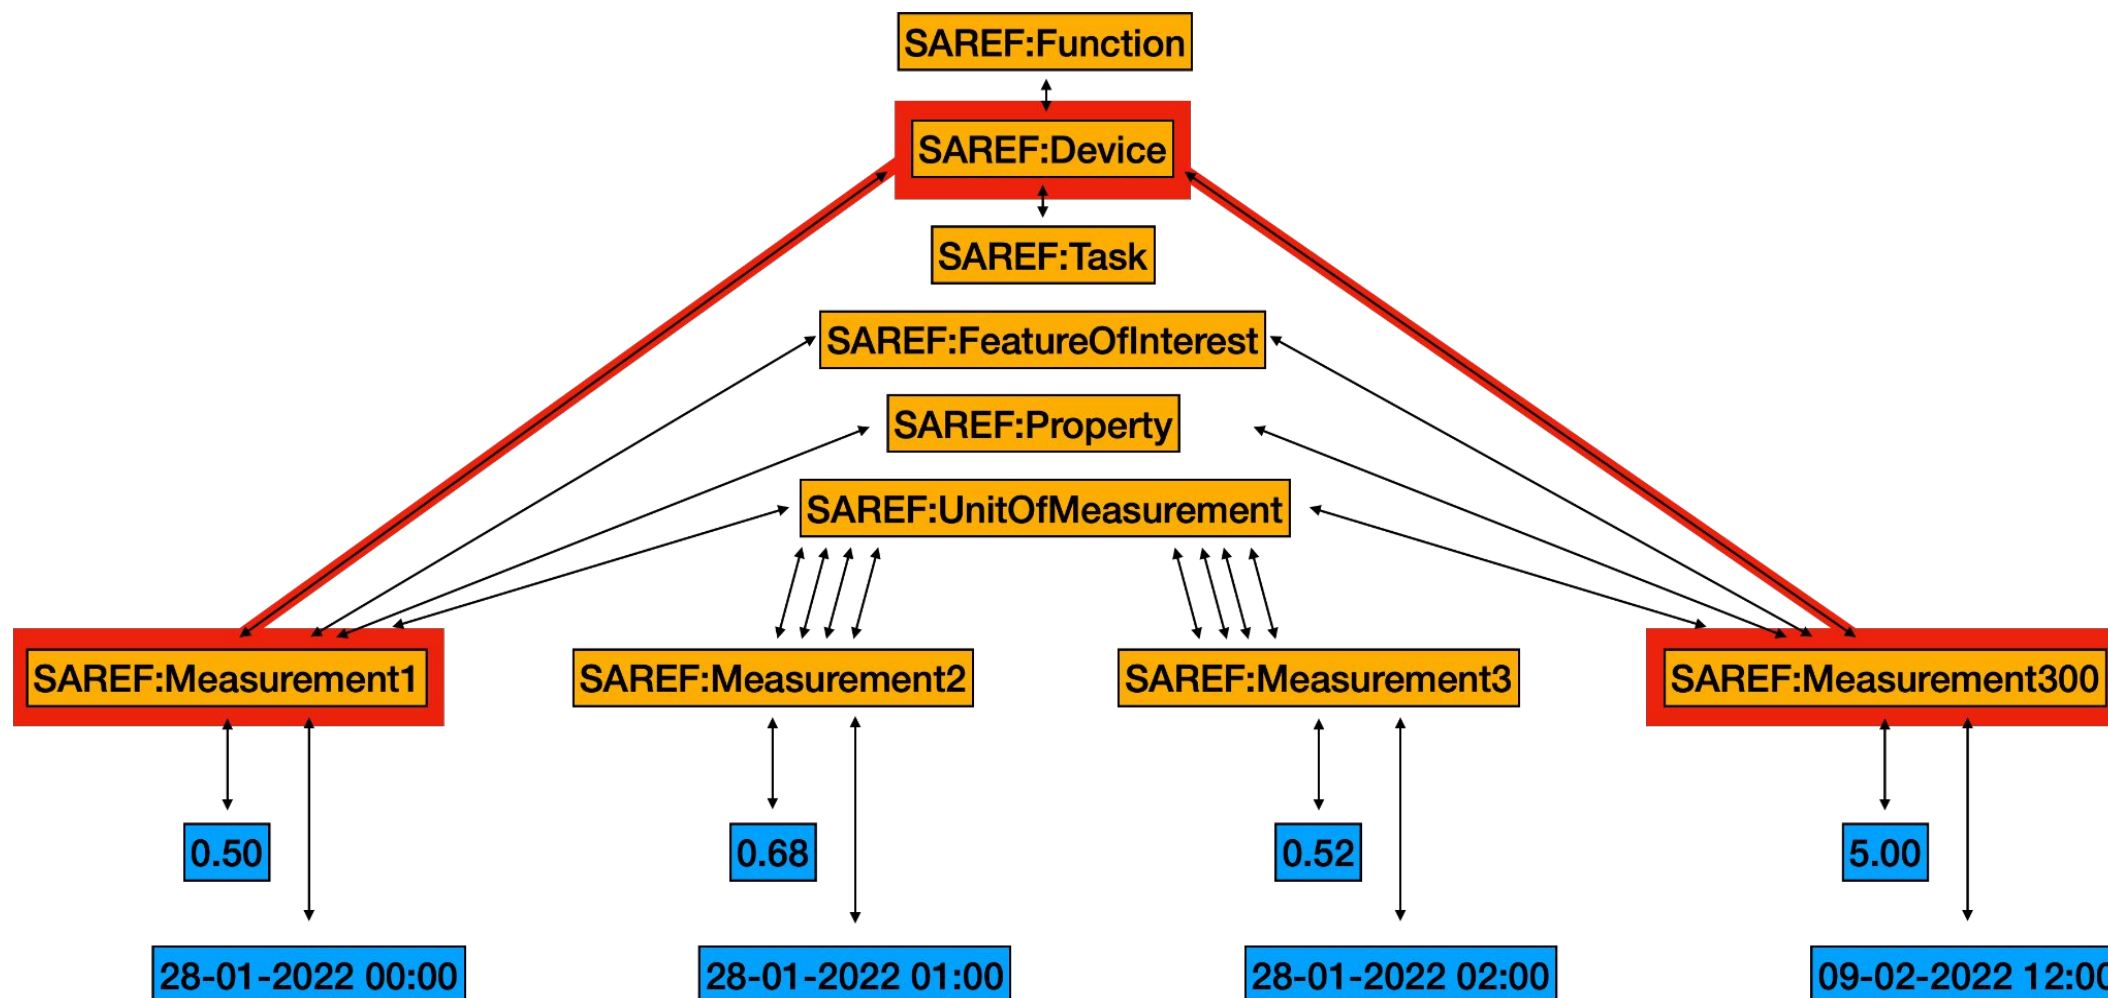 SAREF:Function
SAREF:Device
SAREF:Task
SAREF:FeatureOfInterest
SAREF:Property
SAREF:UnitOfMeasurement
SAREF:Measurement1 SAREF:Measurement2 SAREF:Measurement3 SAREF:Measurement300
0.50 0.68 0.52 5.00
28-01-2022 00:00 28-01-2022 01:00 28-01-2022 02:00 09-02-2022 12:00